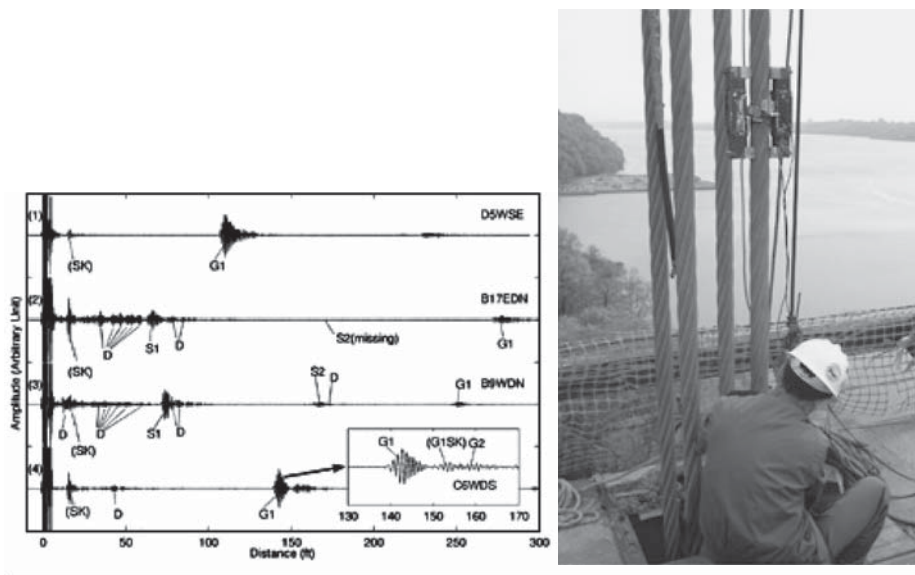 (1)
D5WSE
(SK)
G1
(2)
B17EDN
D
S1
D
S2(missing)
G1
(SK)
(3)
B9WDN
S2
D
G1
D
D
S1
D
(SK)
(4)
G1
(G1SK)
G2
C6WDS
130 140 150 160 170
(SK)
D
G1
0 50 100 150 200 250 300
Distance (ft)
Amplitude (Arbitrary Unit)